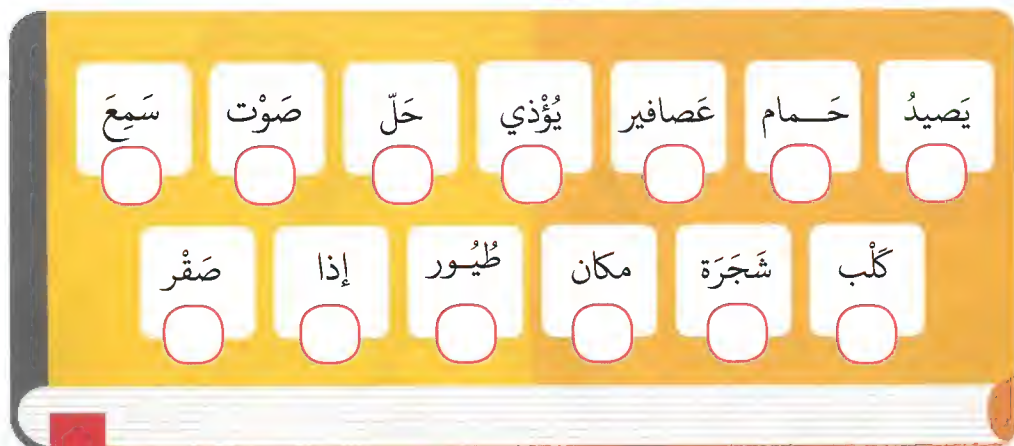 يَصيدُ حَـــمام عَصافير يُؤْذي حَلّ صَوْت سَمِعَ
كَلْب شَجَرَة مكان طُيُـور إذا صَقْر